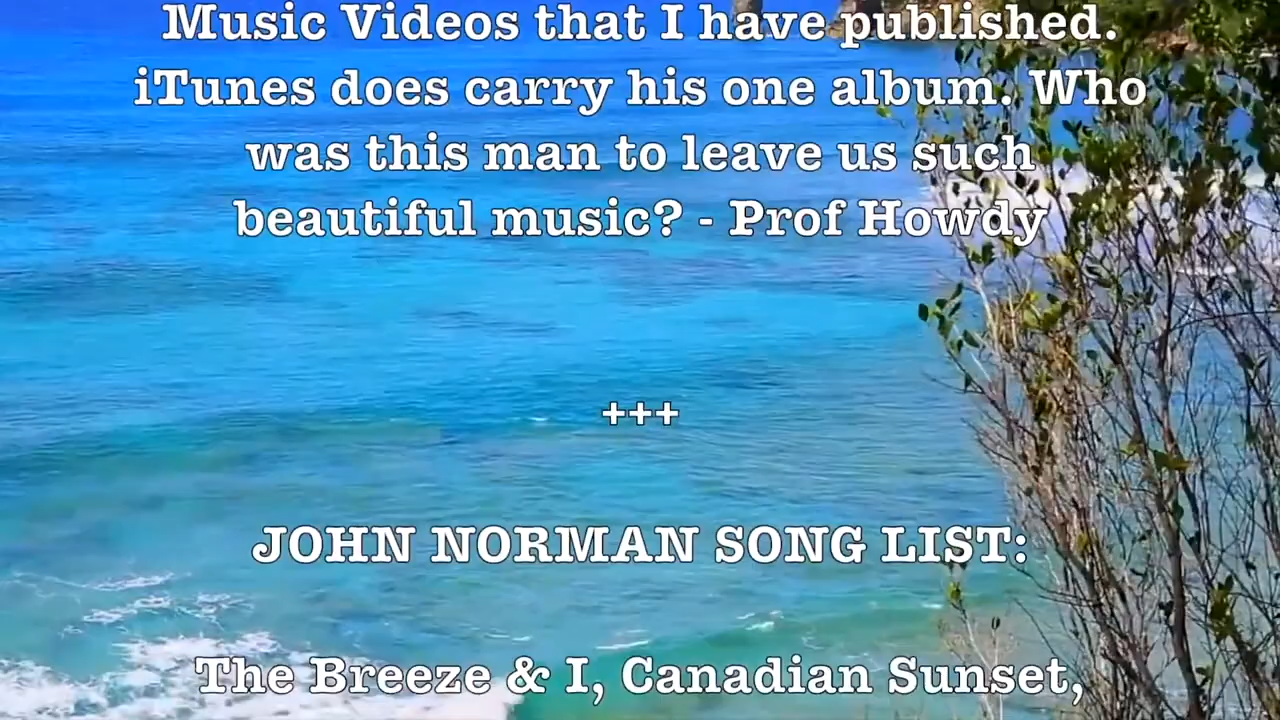 Music Videos that I have published.
iTunes does carry his one album. Who
was this man to leave us such
beautiful music? - Prof Howdy
+++
JOHN NORMAN SONG LIST:
The Breeze & I, Canadian Sunset,